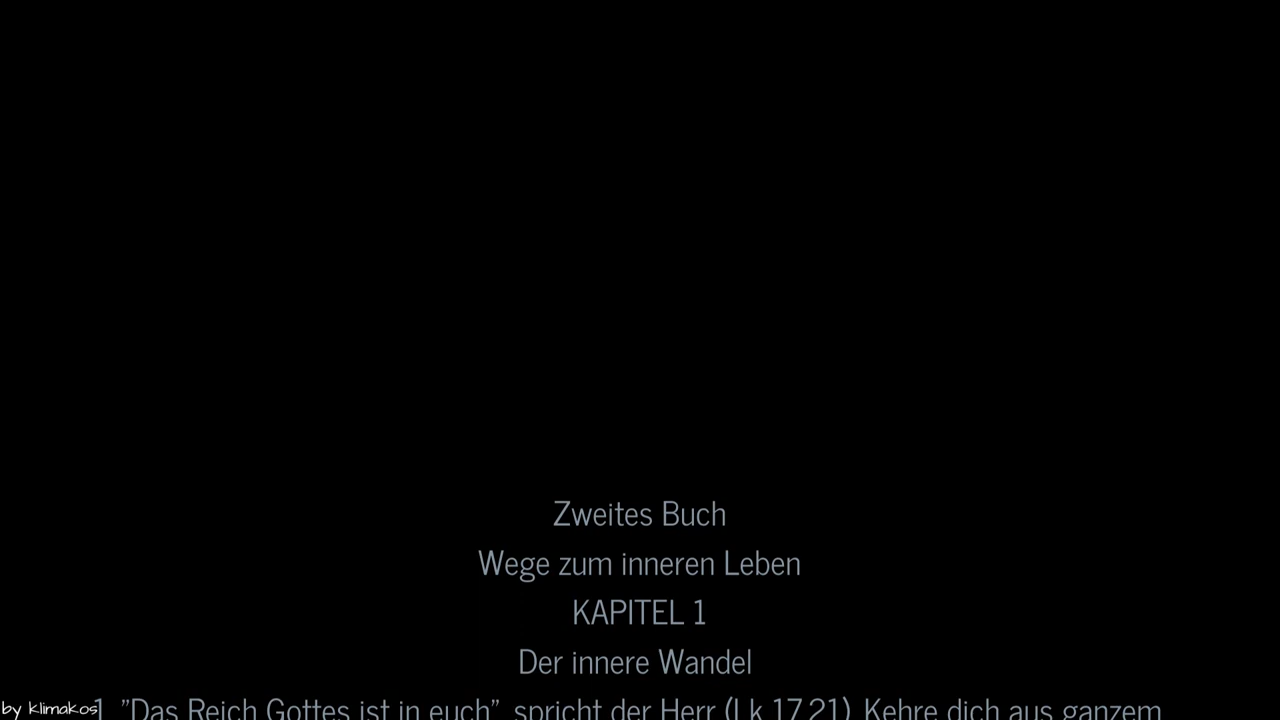 Zweites Buch
Wege zum inneren Leben
KAPITEL 1
Der innere Wandel
1. "Das Reich Gottes ist in euch", spricht der Herr (Lk 17,21). Kehre dich aus ganzem
by klimakos